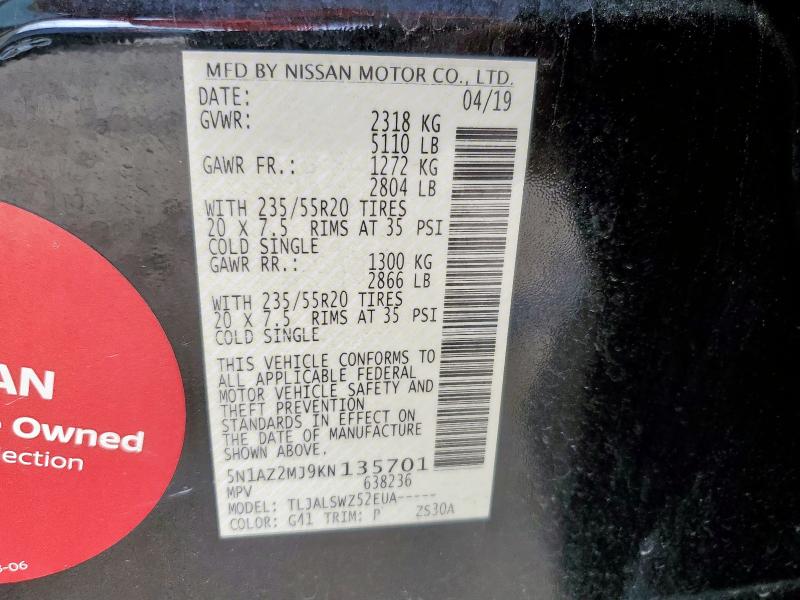 MFD BY NISSAN MOTOR CO., LTD.
DATE: 04/19
GVWR: 2318 KG
5110 LB
GAWR FR.: 1272 KG
2804 LB
WITH 235/55R20 TIRES
20 X 7.5 RIMS AT 35 PSI
COLD SINGLE
GAWR RR.: 1300 KG
2866 LB
WITH 235/55R20 TIRES
20 X 7.5 RIMS AT 35 PSI
COLD SINGLE
THIS VEHICLE CONFORMS TO
ALL APPLICABLE FEDERAL
MOTOR VEHICLE SAFETY AND
THEFT PREVENTION
STANDARDS IN EFFECT ON
THE DATE OF MANUFACTURE
SHOWN ABOVE.
5N1AZ2MJ9KN135701
MPV 638236
MODEL: TLJALSWZ52EUA-----
COLOR: G41 TRIM: P ZS30A
AN
Owned
ection
-06